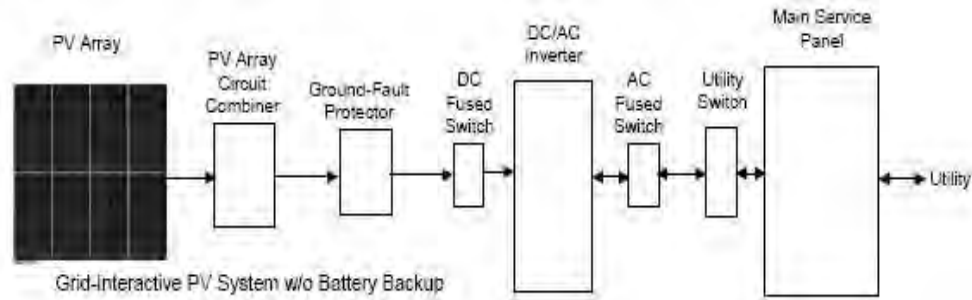 PV Array
PV Array
Circuit
Combiner
Ground-Fault
Protector
DC
Fused
Switch
DC/AC
Inverter
AC
Fused
Switch
Utility
Switch
Main Service
Panel
Utility
Grid-Interactive PV System w/o Battery Backup